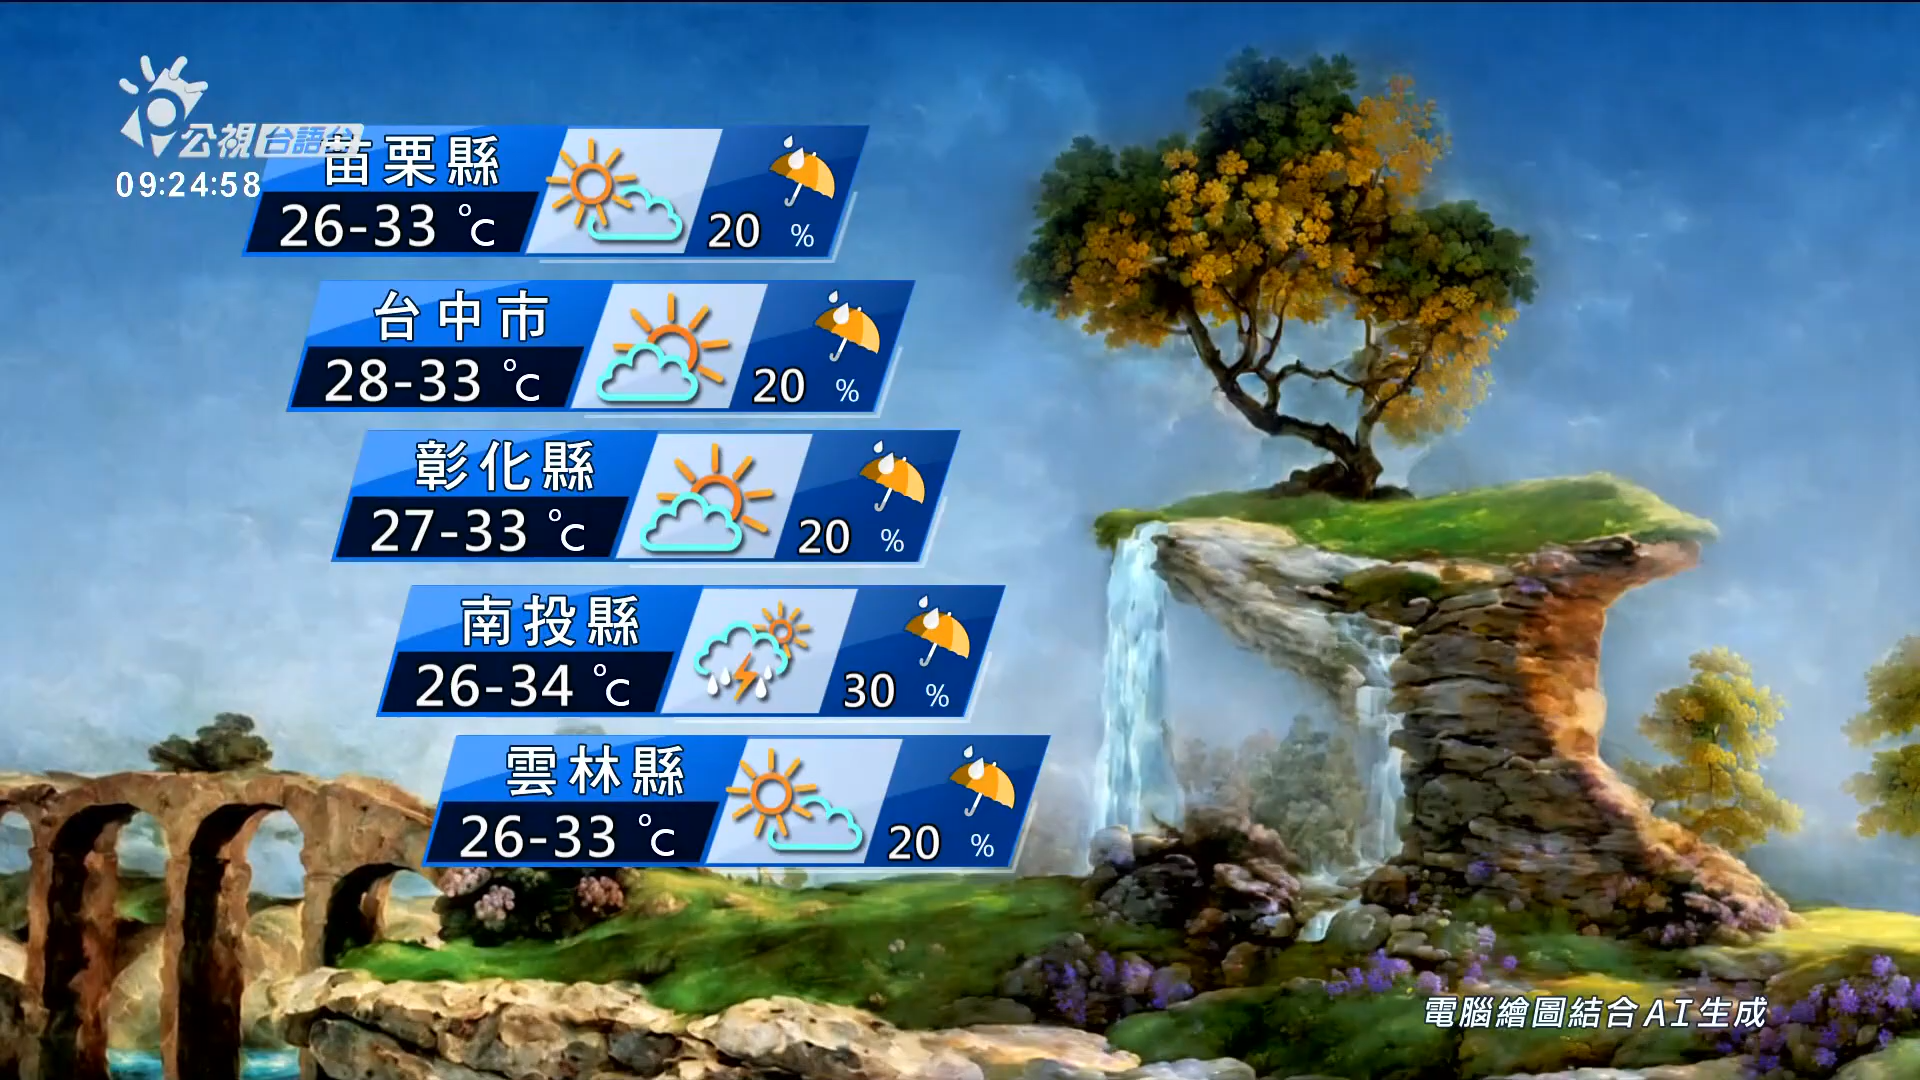 公視台語台
09:24:58
苗栗縣
26-33 °C
20 %
台中市
28-33 °C
20 %
彰化縣
27-33 °C
20 %
南投縣
26-34 °C
30 %
雲林縣
26-33 °C
20 %
電腦繪圖結合AI生成